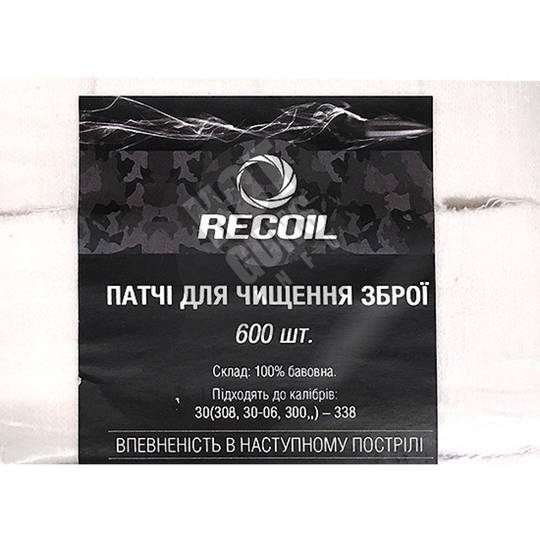 RECOIL
ПАТЧІ ДЛЯ ЧИЩЕННЯ ЗБРОЇ
600 шт.
Склад: 100% бавовна.
Підходять до калібрів:
30(308, 30-06, 300,,) – 338
ВПЕВНЕНІСТЬ В НАСТУПНОМУ ПОСТРІЛІ